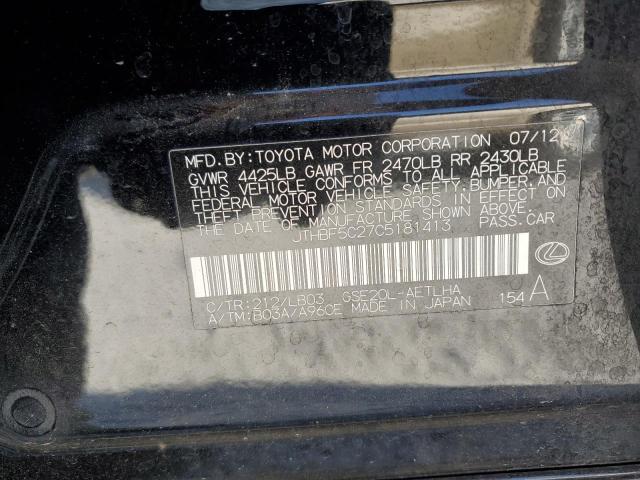 MFD. BY: TOYOTA MOTOR CORPORATION 07/12
GVWR 4425LB GAWR FR 2470LB RR 2430LB
THIS VEHICLE CONFORMS TO ALL APPLICABLE
FEDERAL MOTOR VEHICLE SAFETY, BUMPER, AND
THEFT PREVENTION STANDARDS IN EFFECT ON
THE DATE OF MANUFACTURE SHOWN ABOVE.
JTHBF5C27C5181413 PASS. CAR
C/TR: 212/LB03 GSE20L-AETLHA
A/TM: B03A/A960E MADE IN JAPAN 154 A